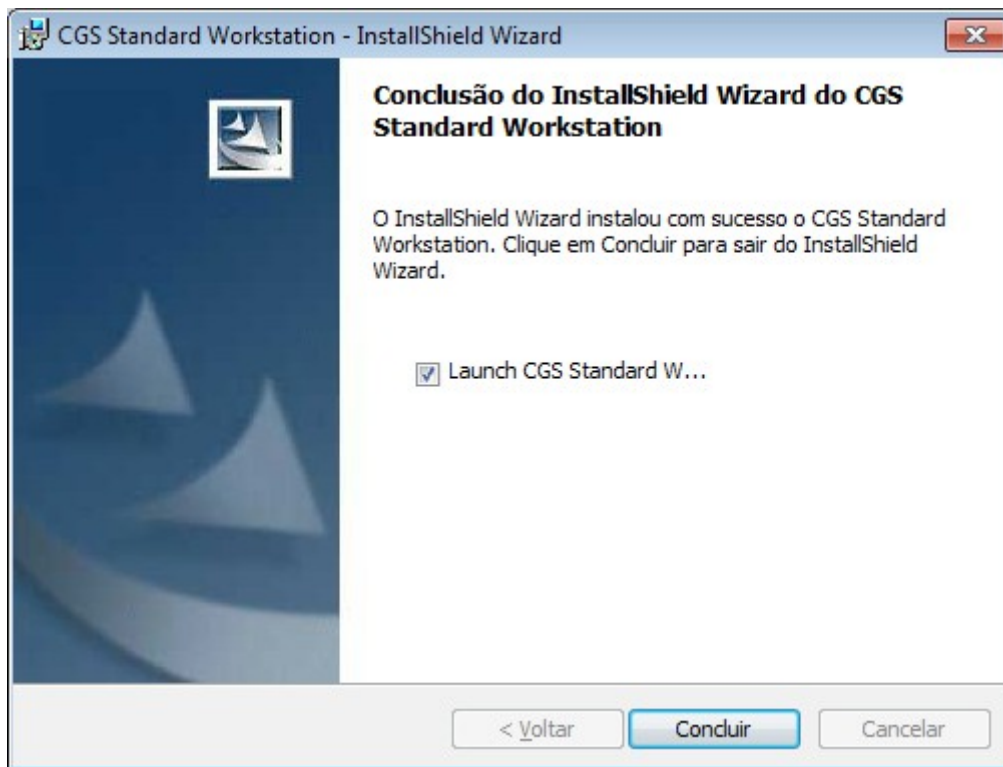 CGS Standard Workstation - InstallShield Wizard
Conclusão do InstallShield Wizard do CGS
Standard Workstation
O InstallShield Wizard instalou com sucesso o CGS Standard
Workstation. Clique em Concluir para sair do InstallShield
Wizard.
Launch CGS Standard W...
< Voltar
Concluir
Cancelar